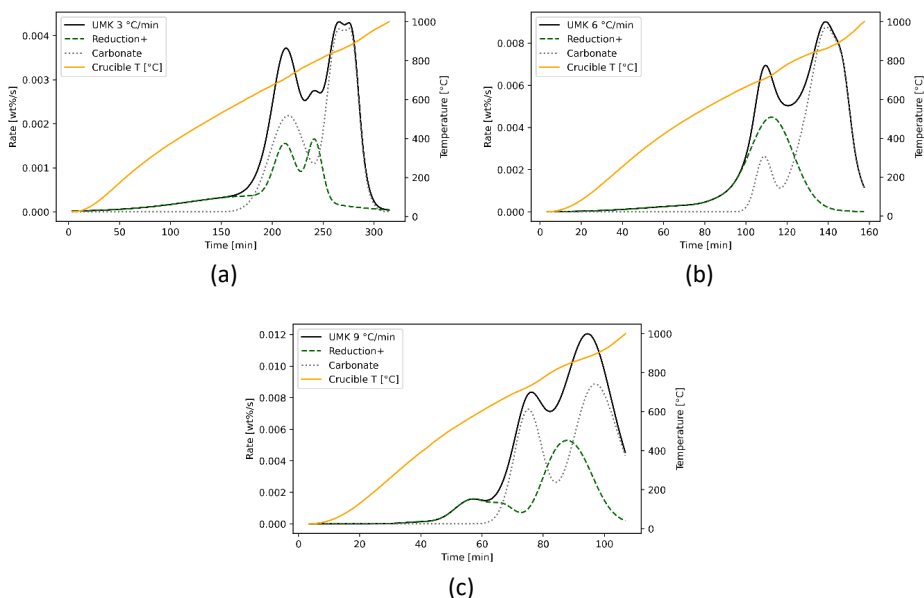 UMK 3 °C/min
Reduction+
Carbonate
Crucible T [°C]
Rate [wt%/s]
0.004
0.003
0.002
0.001
0.000
1000
800
600
400
200
0
Temperature [°C]
0 50 100 150 200 250 300
Time [min]
(a)
UMK 6 °C/min
Reduction+
Carbonate
Crucible T [°C]
Rate [wt%/s]
0.008
0.006
0.004
0.002
0.000
1000
800
600
400
200
0
Temperature [°C]
0 20 40 60 80 100 120 140 160
Time [min]
(b)
UMK 9 °C/min
Reduction+
Carbonate
Crucible T [°C]
Rate [wt%/s]
0.012
0.010
0.008
0.006
0.004
0.002
0.000
1000
800
600
400
200
0
Temperature [°C]
0 20 40 60 80 100
Time [min]
(c)